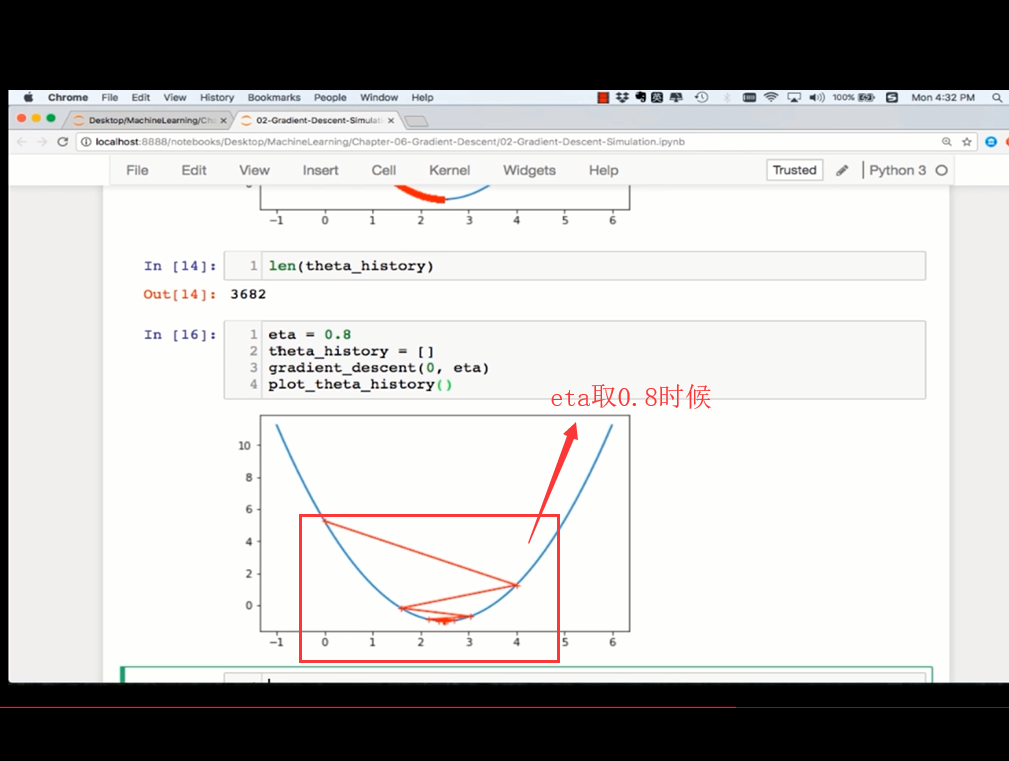 Chrome File Edit View History Bookmarks People Window Help 100% Mon 4:32 PM
Desktop/MachineLearning/Ch 02-Gradient-Descent-Simulat
localhost:8888/notebooks/Desktop/MachineLearning/Chapter-06-Gradient-Descent/02-Gradient-Descent-Simulation.ipynb
File Edit View Insert Cell Kernel Widgets Help Trusted Python 3
−1 0 1 2 3 4 5 6
In [14]: 1 len(theta_history)
Out[14]: 3682
In [16]: 1 eta = 0.8
2 theta_history = []
3 gradient_descent(0, eta)
4 plot_theta_history()
eta取0.8时候
10
8
6
4
2
0
−1 0 1 2 3 4 5 6